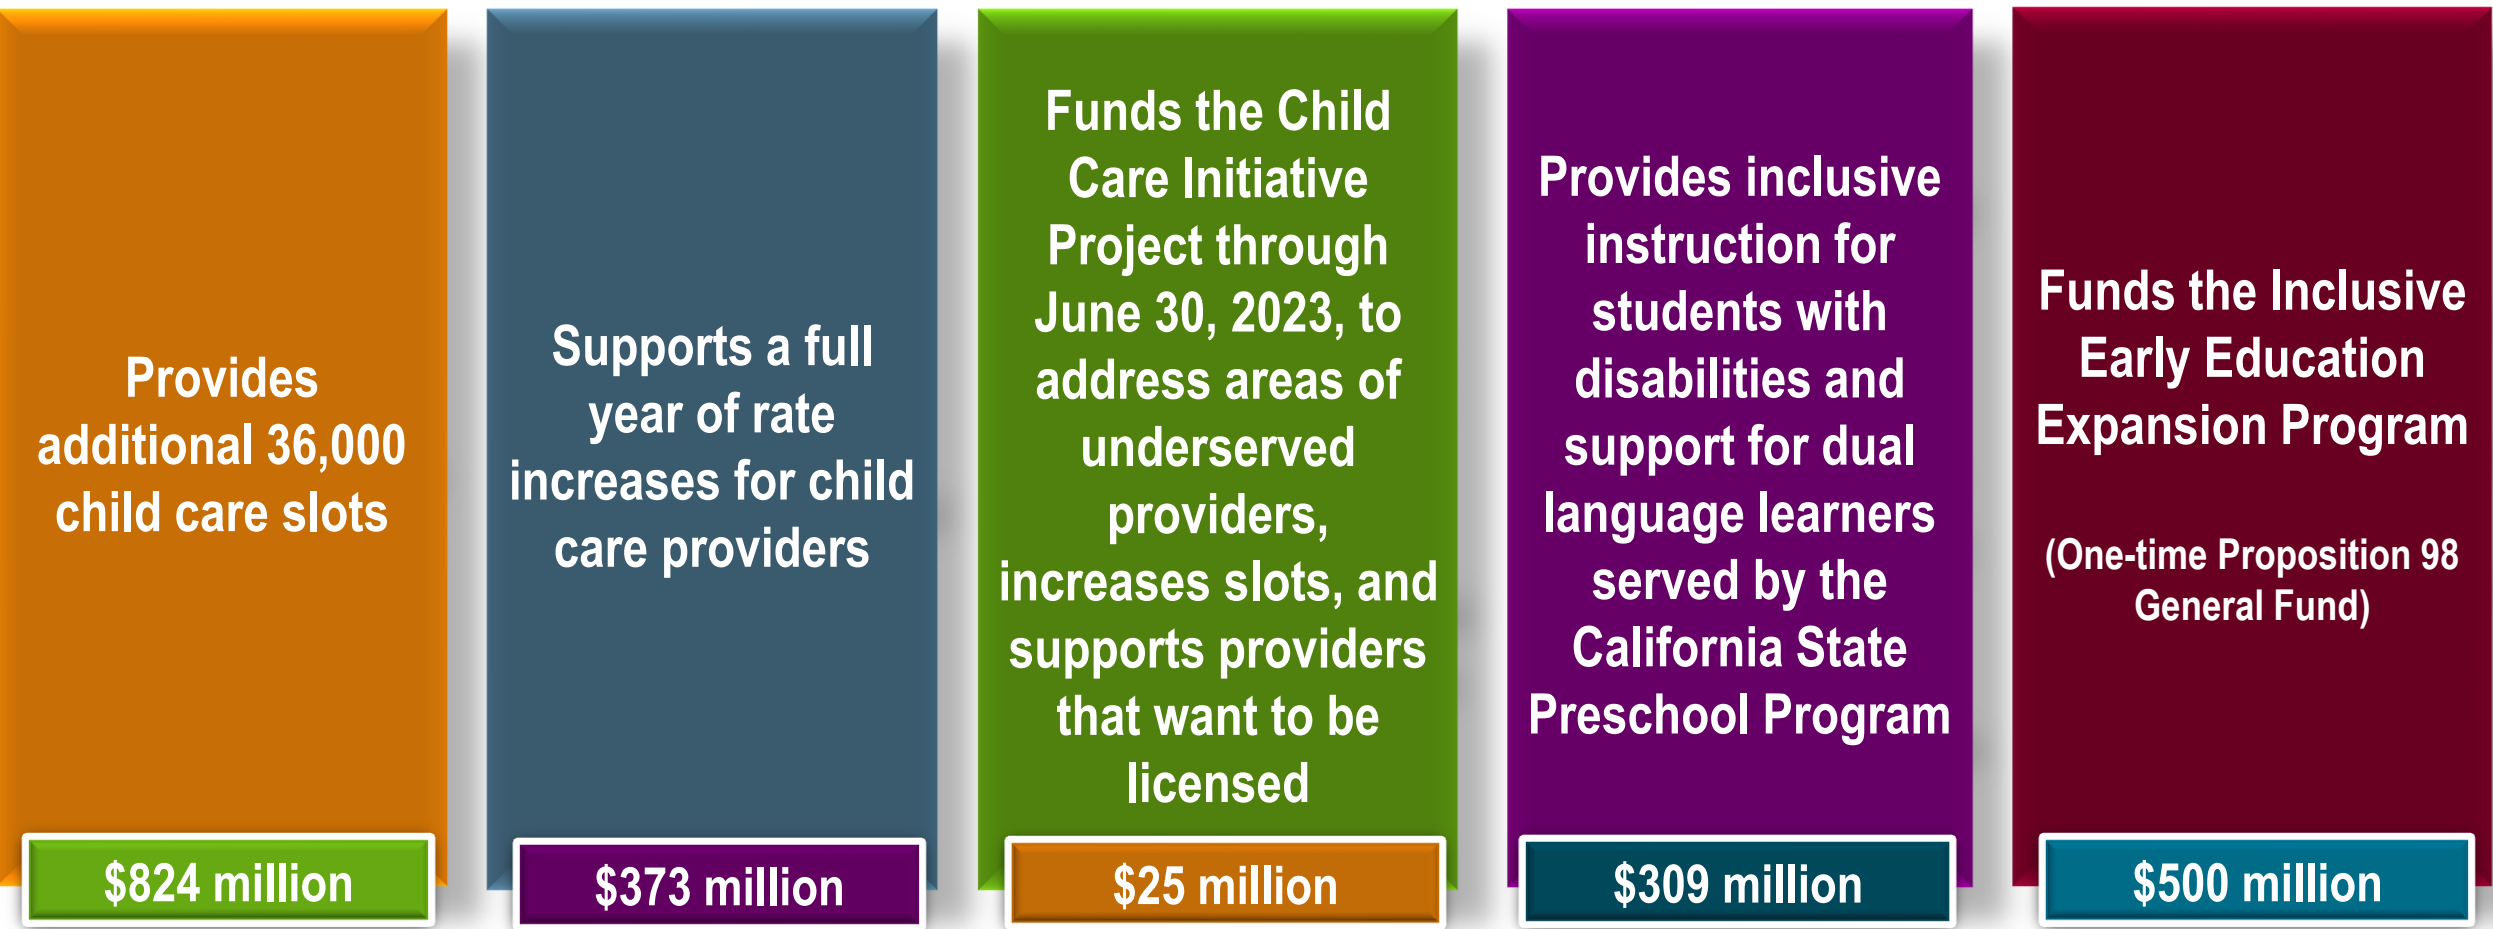 Provides
additional 36,000
child care slots
$824 million
Supports a full
year of rate
increases for child
care providers
$373 million
Funds the Child
Care Initiative
Project through
June 30, 2023, to
address areas of
underserved
providers,
increases slots, and
supports providers
that want to be
licensed
$25 million
Provides inclusive
instruction for
students with
disabilities and
support for dual
language learners
served by the
California State
Preschool Program
$309 million
Funds the Inclusive
Early Education
Expansion Program
(One-time Proposition 98
General Fund)
$500 million